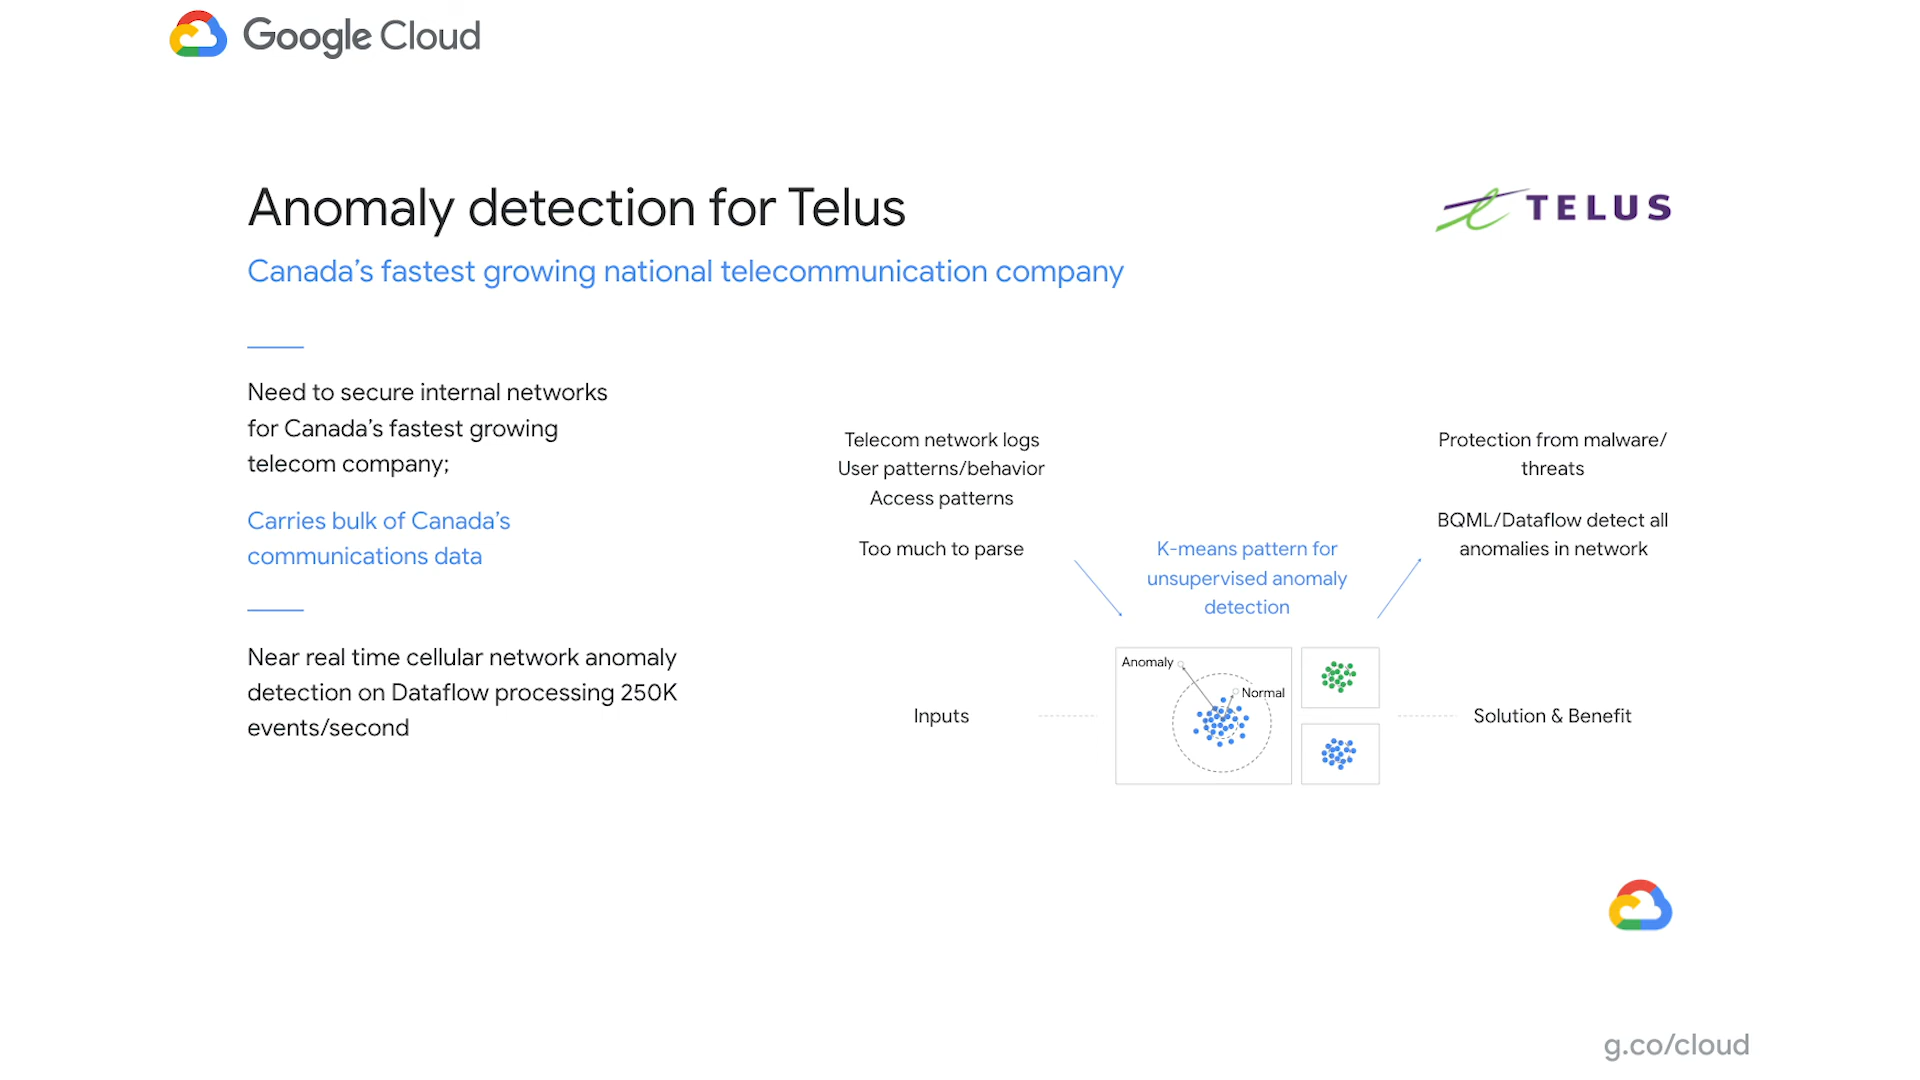 Google Cloud
Anomaly detection for Telus
TELUS
Canada's fastest growing national telecommunication company
Need to secure internal networks
for Canada's fastest growing
telecom company;
Carries bulk of Canada's
communications data
Near real time cellular network anomaly
detection on Dataflow processing 250K
events/second
Telecom network logs
User patterns/behavior
Access patterns
Too much to parse
Inputs
K-means pattern for
unsupervised anomaly
detection
Anomaly
Normal
Protection from malware/
threats
BQML/Dataflow detect all
anomalies in network
Solution & Benefit
g.co/cloud